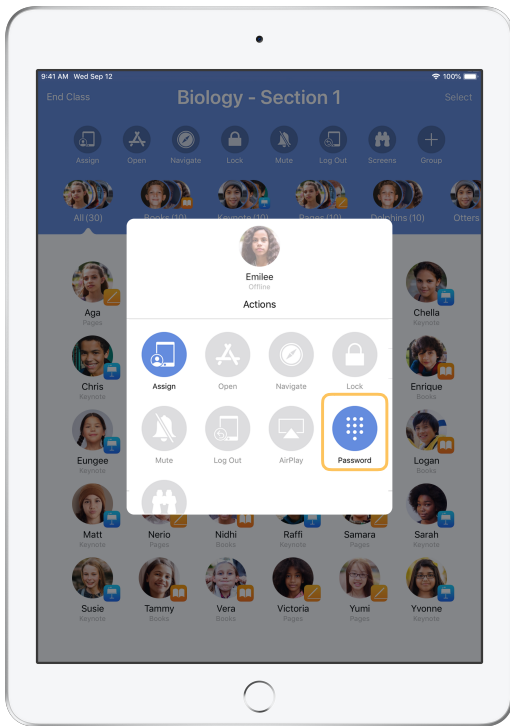 9:41 AM Wed Sep 12 100%
End Class Biology - Section 1 Select
Assign Open Navigate Lock Mute Log Out Screens Group
All (30) Books (10) Keynote (10) Pages (10) Dolphins (10) Otters
Emilee
Offline
Actions
Aga
Pages
Chella
Keynote
Assign Open Navigate Lock
Chris
Keynote
Enrique
Books
Mute Log Out AirPlay Password
Eungee
Keynote
Logan
Books
Matt Nerio Nidhi Raffi Samara Sarah
Keynote Pages Books Keynote Pages Keynote
Susie Tammy Vera Victoria Yumi Yvonne
Keynote Books Books Pages Pages Keynote